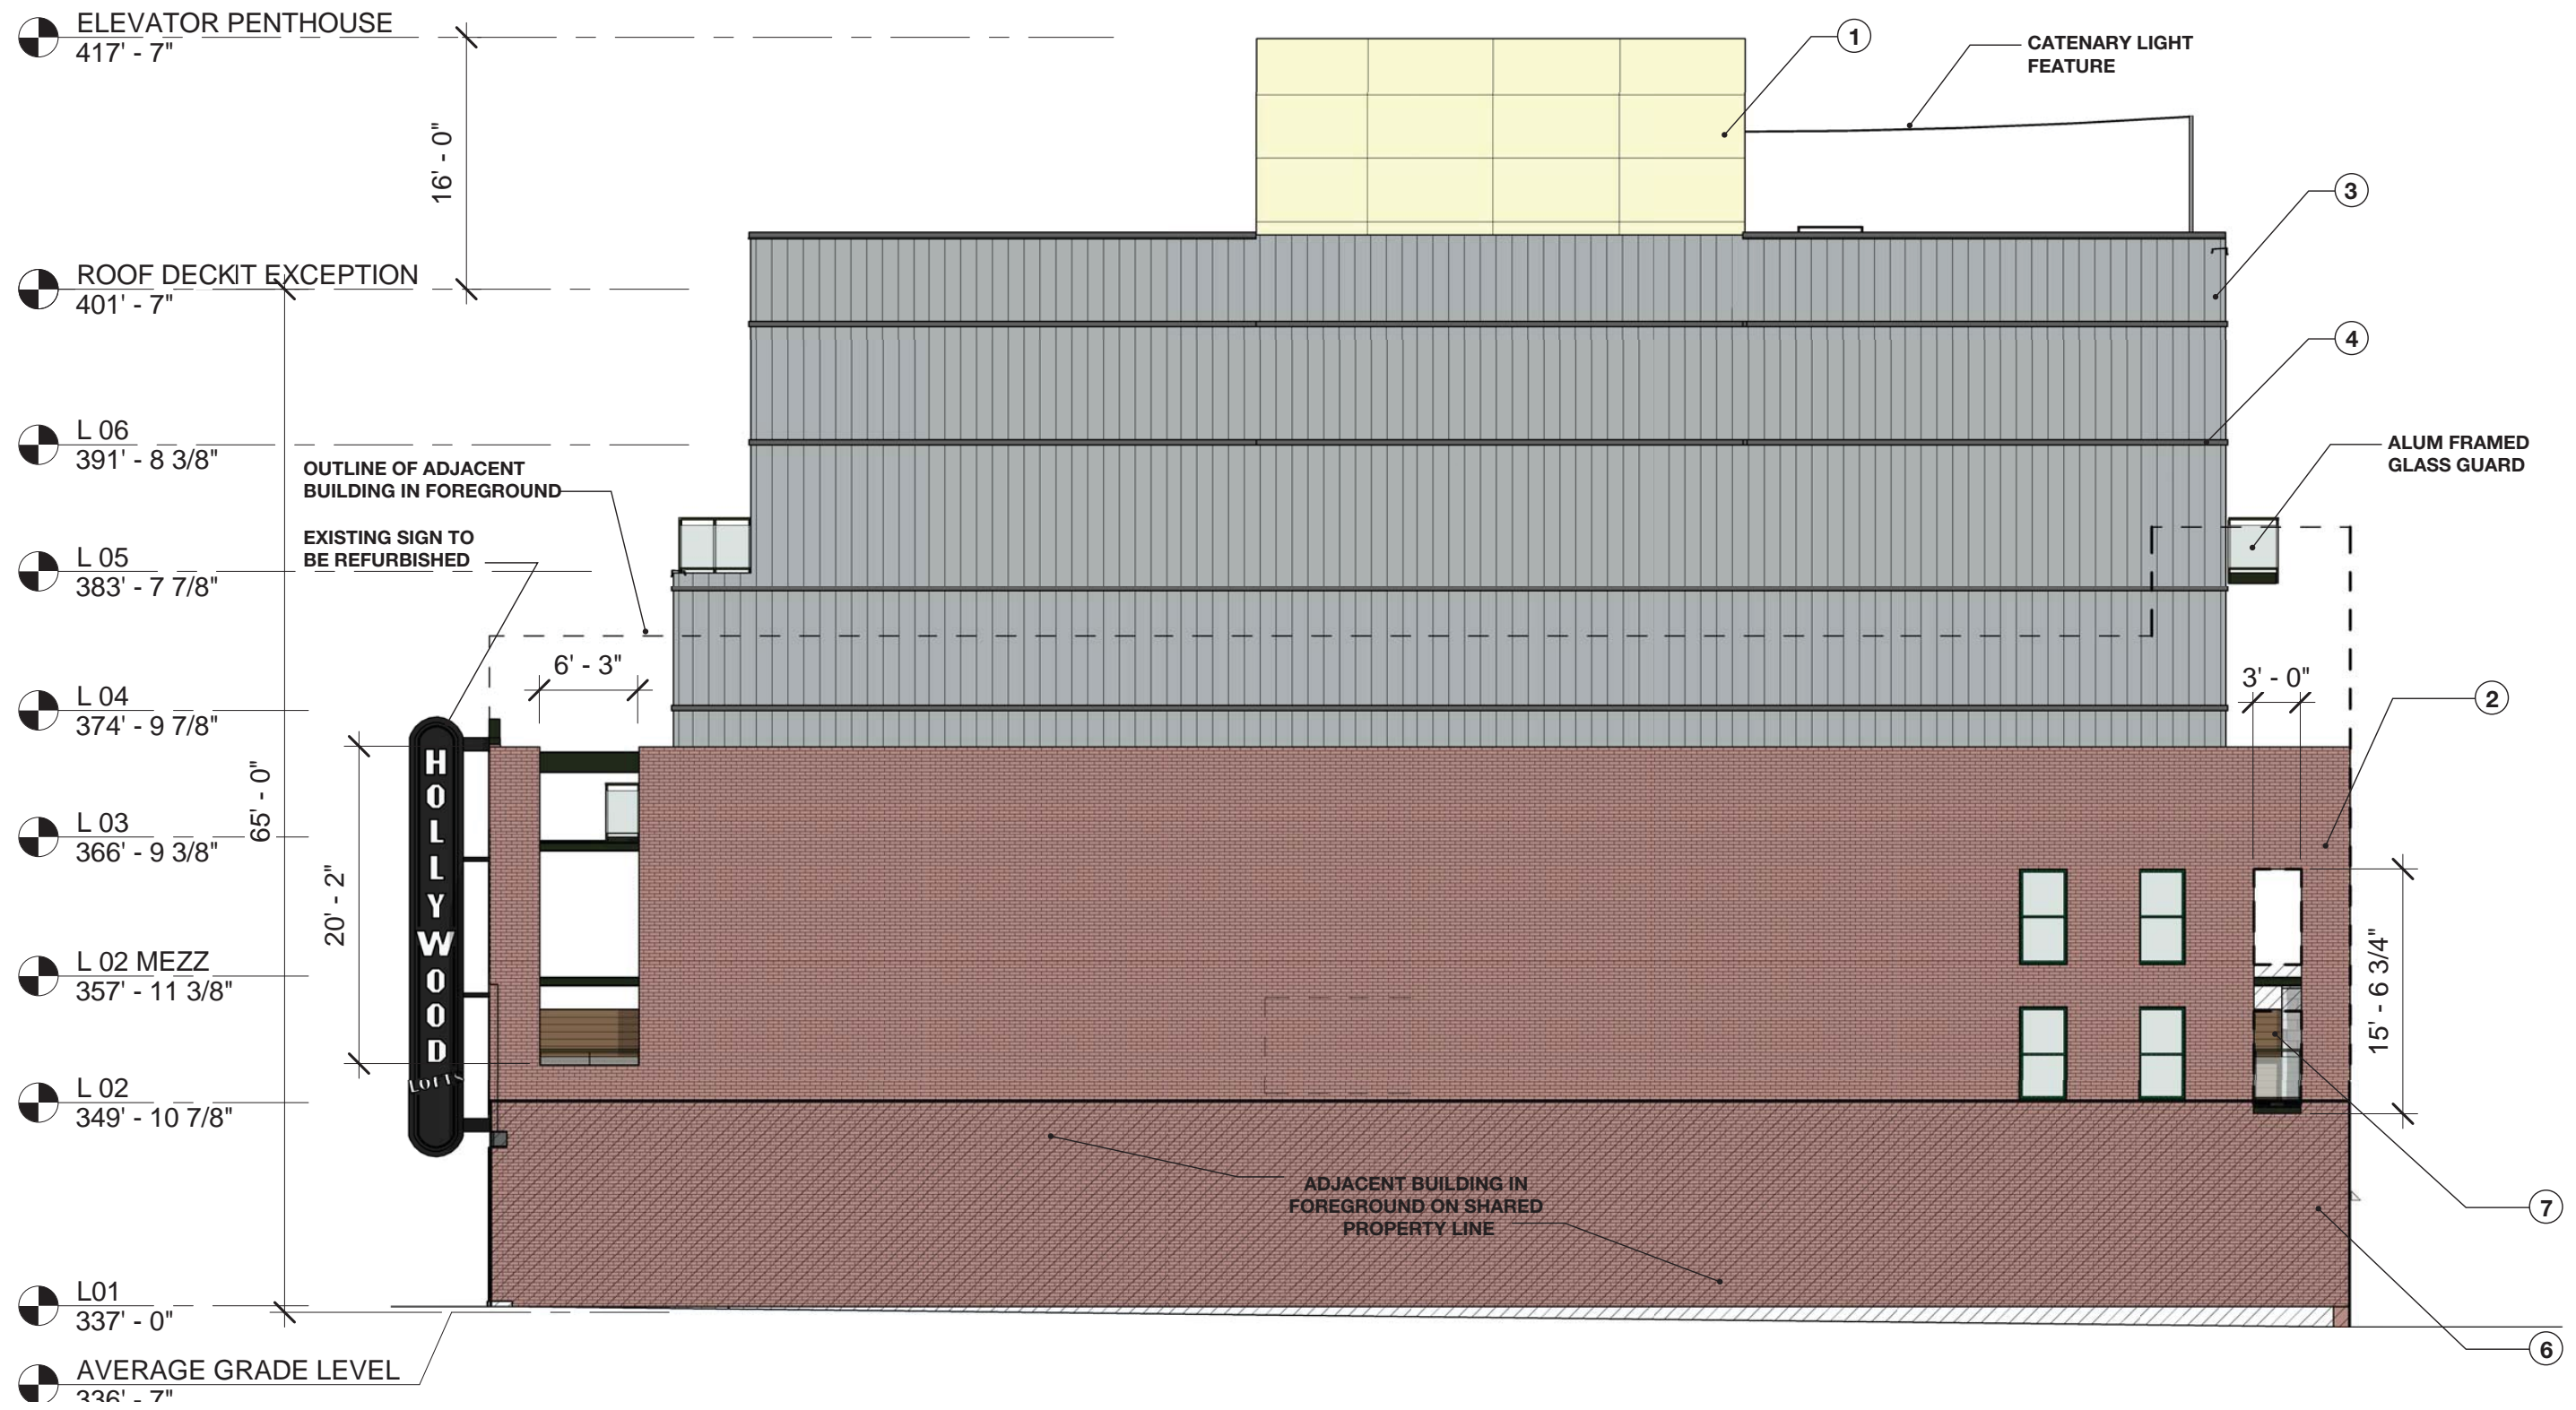 ELEVATOR PENTHOUSE
417' - 7"
16' - 0"
1
CATENARY LIGHT
FEATURE
3
ROOF DECKIT EXCEPTION
401' - 7"
4
L 06
391' - 8 3/8"
ALUM FRAMED
GLASS GUARD
OUTLINE OF ADJACENT
BUILDING IN FOREGROUND
EXISTING SIGN TO
BE REFURBISHED
L 05
383' - 7 7/8"
6' - 3"
3' - 0"
2
L 04
374' - 9 7/8"
65' - 0"
HOLLYWOOD
LOFTS
L 03
366' - 9 3/8"
20' - 2"
L 02 MEZZ
357' - 11 3/8"
15' - 6 3/4"
L 02
349' - 10 7/8"
ADJACENT BUILDING IN
FOREGROUND ON SHARED
PROPERTY LINE
7
L01
337' - 0"
6
AVERAGE GRADE LEVEL
336' - 7"